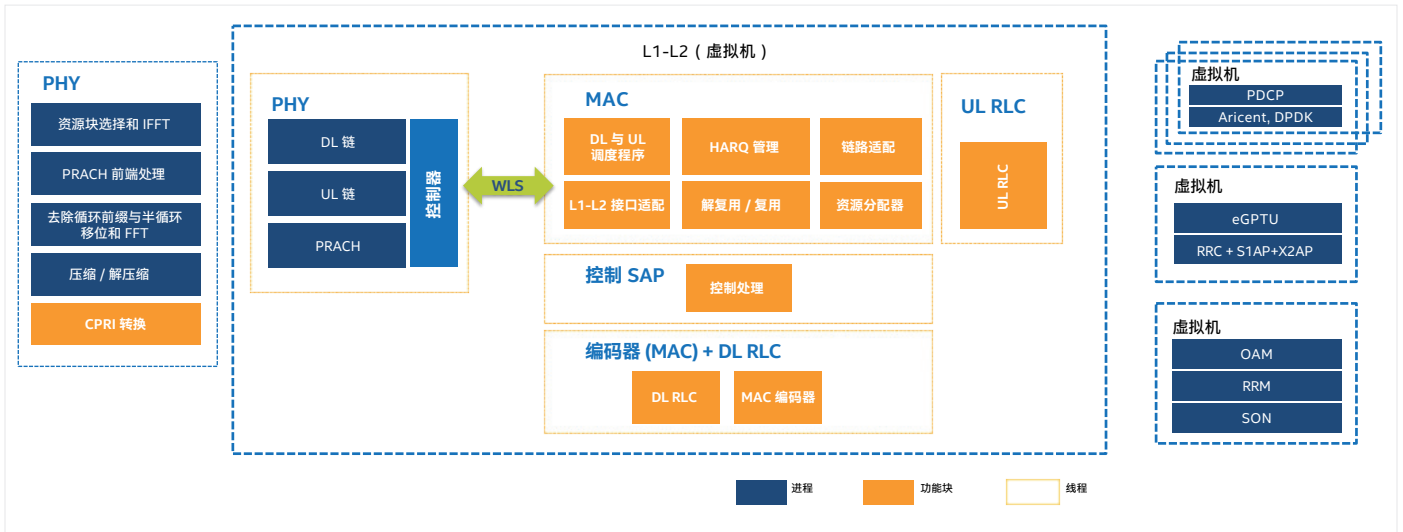 PHY
资源块选择和 IFFT
PRACH 前端处理
去除循环前缀与半循环
移位和 FFT
压缩 / 解压缩
CPRI 转换
L1-L2 ( 虚拟机 )
PHY
DL 链
UL 链
PRACH
控制器
WLS
MAC
DL 与 UL
调度程序
HARQ 管理
链路适配
L1-L2 接口适配
解复用 / 复用
资源分配器
UL RLC
UL RLC
控制 SAP
控制处理
编码器 (MAC) + DL RLC
DL RLC
MAC 编码器
虚拟机
PDCP
Aricent, DPDK
虚拟机
eGPTU
RRC + S1AP+X2AP
虚拟机
OAM
RRM
SON
进程
功能块
线程